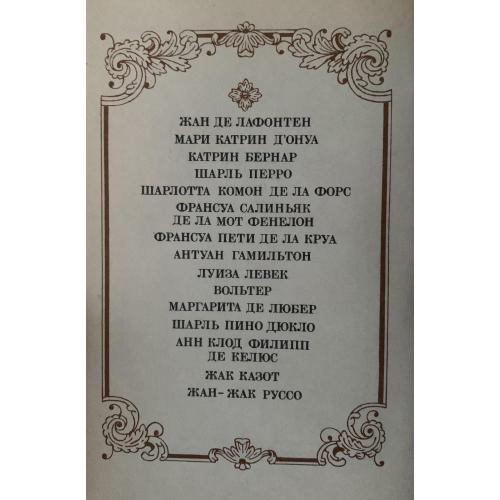 ЖАН ДЕ ЛАФОНТЕН
МАРИ КАТРИН Д'ОНУА
КАТРИН БЕРНАР
ШАРЛЬ ПЕРРО
ШАРЛОТТА КОМОН ДЕ ЛА ФОРС
ФРАНСУА САЛИНЬЯК
ДЕ ЛА МОТ ФЕНЕЛОН
ФРАНСУА ПЕТИ ДЕ ЛА КРУА
АНТУАН ГАМИЛЬТОН
ЛУИЗА ЛЕВЕК
ВОЛЬТЕР
МАРГАРИТА ДЕ ЛЮБЕР
ШАРЛЬ ПИНО ДЮКЛО
АНН КЛОД ФИЛИПП
ДЕ КЕЛЮС
ЖАК КАЗОТ
ЖАН-ЖАК РУССО